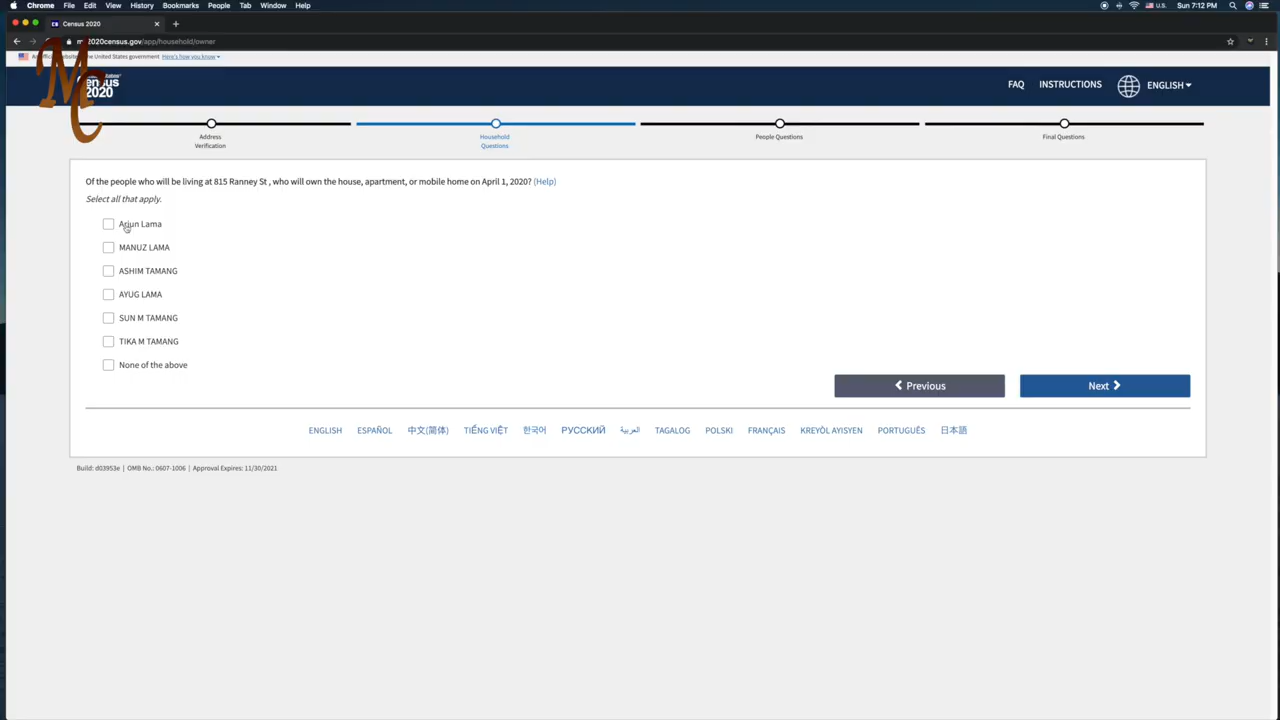 Chrome File Edit View History Bookmarks People Tab Window Help U.S. Sun 7:12 PM
Census 2020
2020census.gov/app/household/owner
the United States government Here's how you know
MC
2020
FAQ INSTRUCTIONS ENGLISH
Address Verification
Household Questions
People Questions
Final Questions
Of the people who will be living at 815 Ranney St , who will own the house, apartment, or mobile home on April 1, 2020? (Help)
Select all that apply.
Arjun Lama
MANUZ LAMA
ASHIM TAMANG
AYUG LAMA
SUN M TAMANG
TIKA M TAMANG
None of the above
Previous Next
ENGLISH ESPAÑOL 中文(简体) TIẾNG VIỆT 한국어 РУССКИЙ العربية TAGALOG POLSKI FRANÇAIS KREYÒL AYISYEN PORTUGUÊS 日本語
Build: d03953e | OMB No.: 0607-1006 | Approval Expires: 11/30/2021